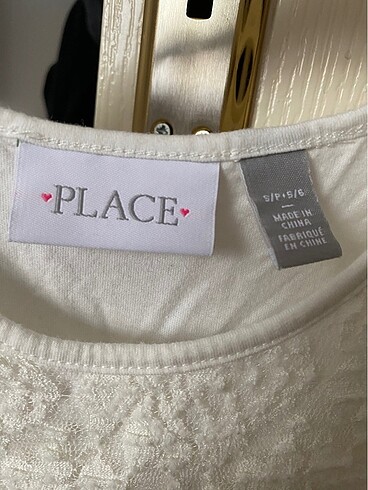 PLACE
S/P•5/6
MADE IN
CHINA
FABRIQUÉ
EN CHINE